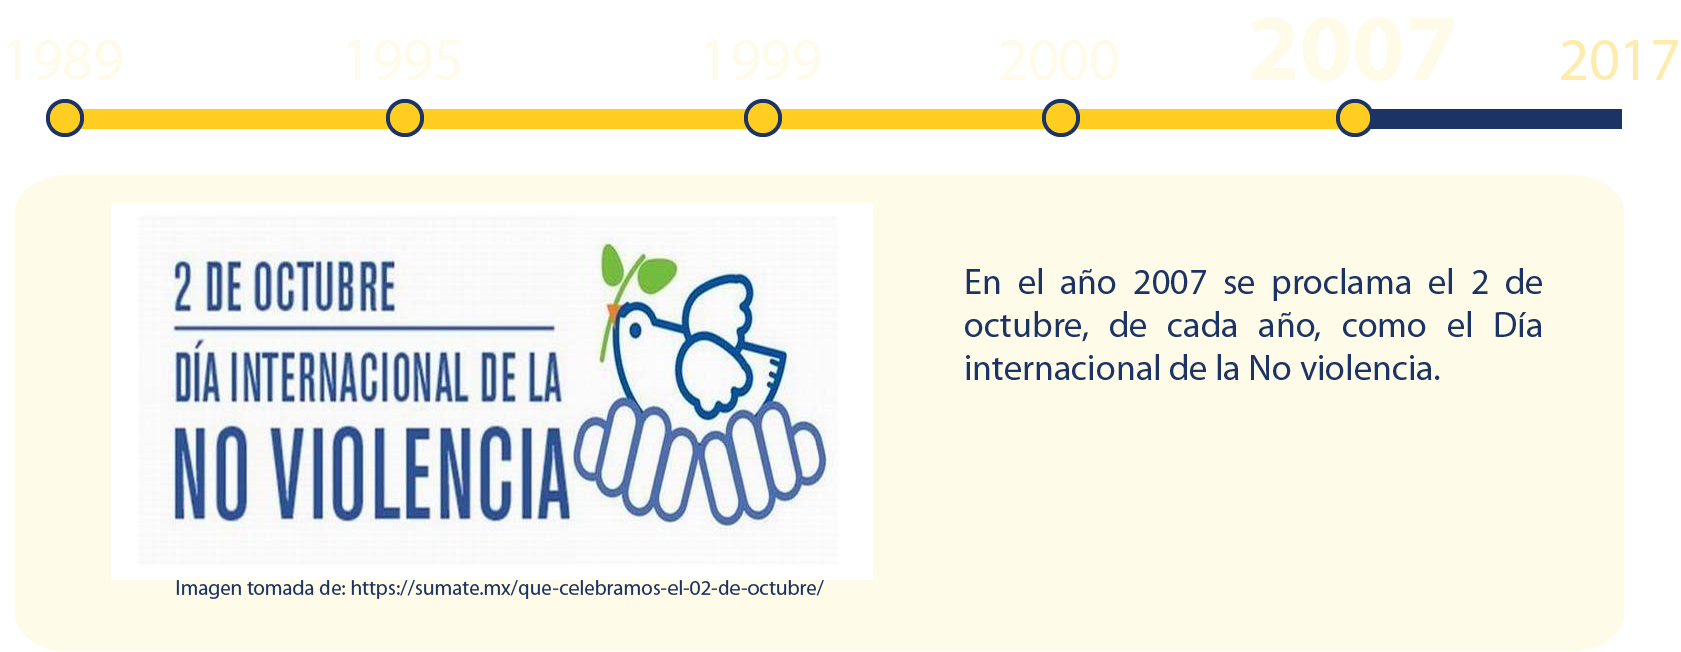 1989 1995 1999 2000 2007 2017
2 DE OCTUBRE
DÍA INTERNACIONAL DE LA
NO VIOLENCIA
Imagen tomada de: https://sumate.mx/que-celebramos-el-02-de-octubre/
En el año 2007 se proclama el 2 de
octubre, de cada año, como el Día
internacional de la No violencia.